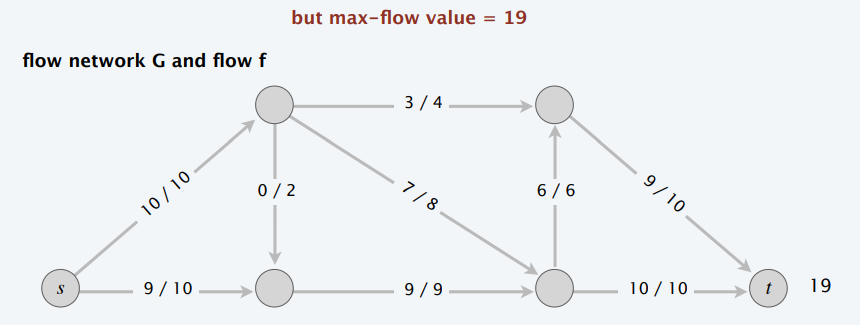 but max-flow value = 19
flow network G and flow f
3 / 4
10 / 10
0 / 2
7 / 8
6 / 6
9 / 10
s
9 / 10
9 / 9
10 / 10
t
19